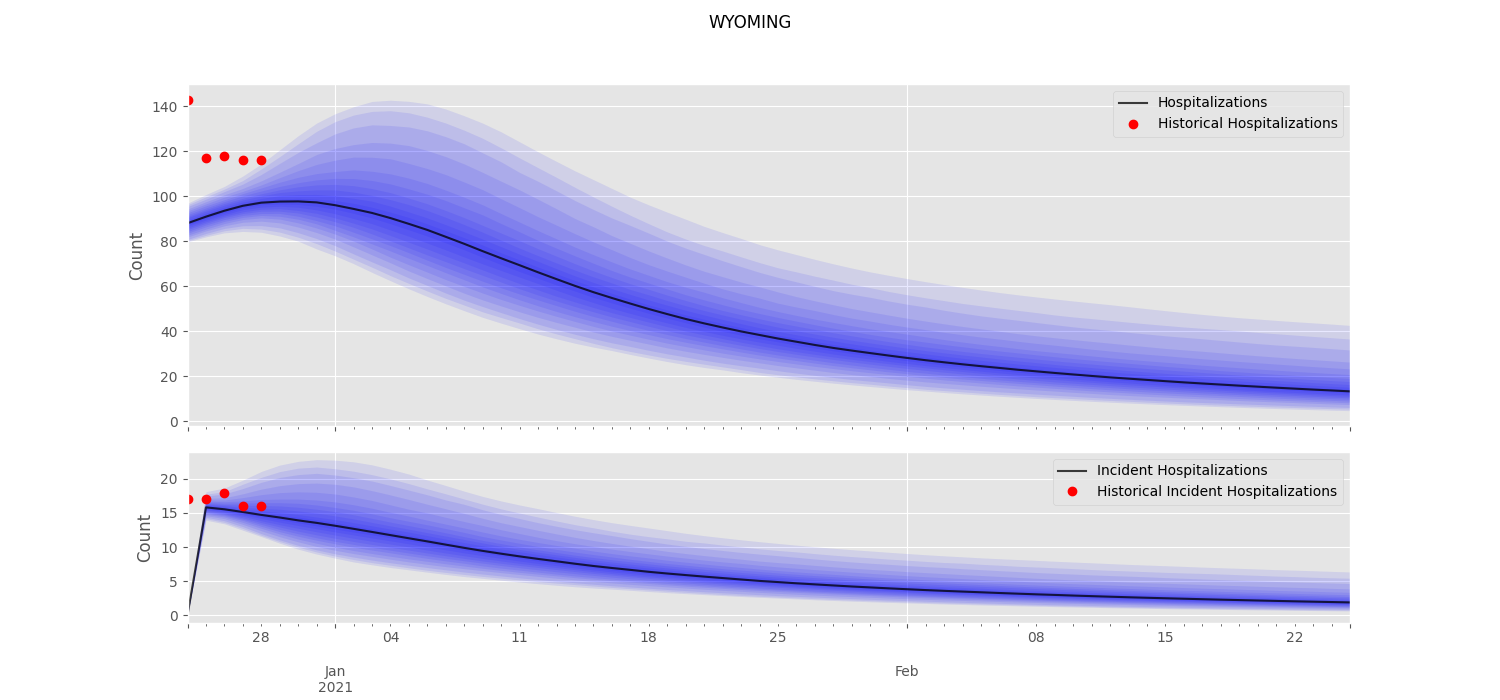 WYOMING
140
120
100
80
60
40
20
0
Count
Hospitalizations
Historical Hospitalizations
20
15
10
5
0
Count
Incident Hospitalizations
Historical Incident Hospitalizations
28 04 11 18 25 08 15 22
Jan Feb
2021